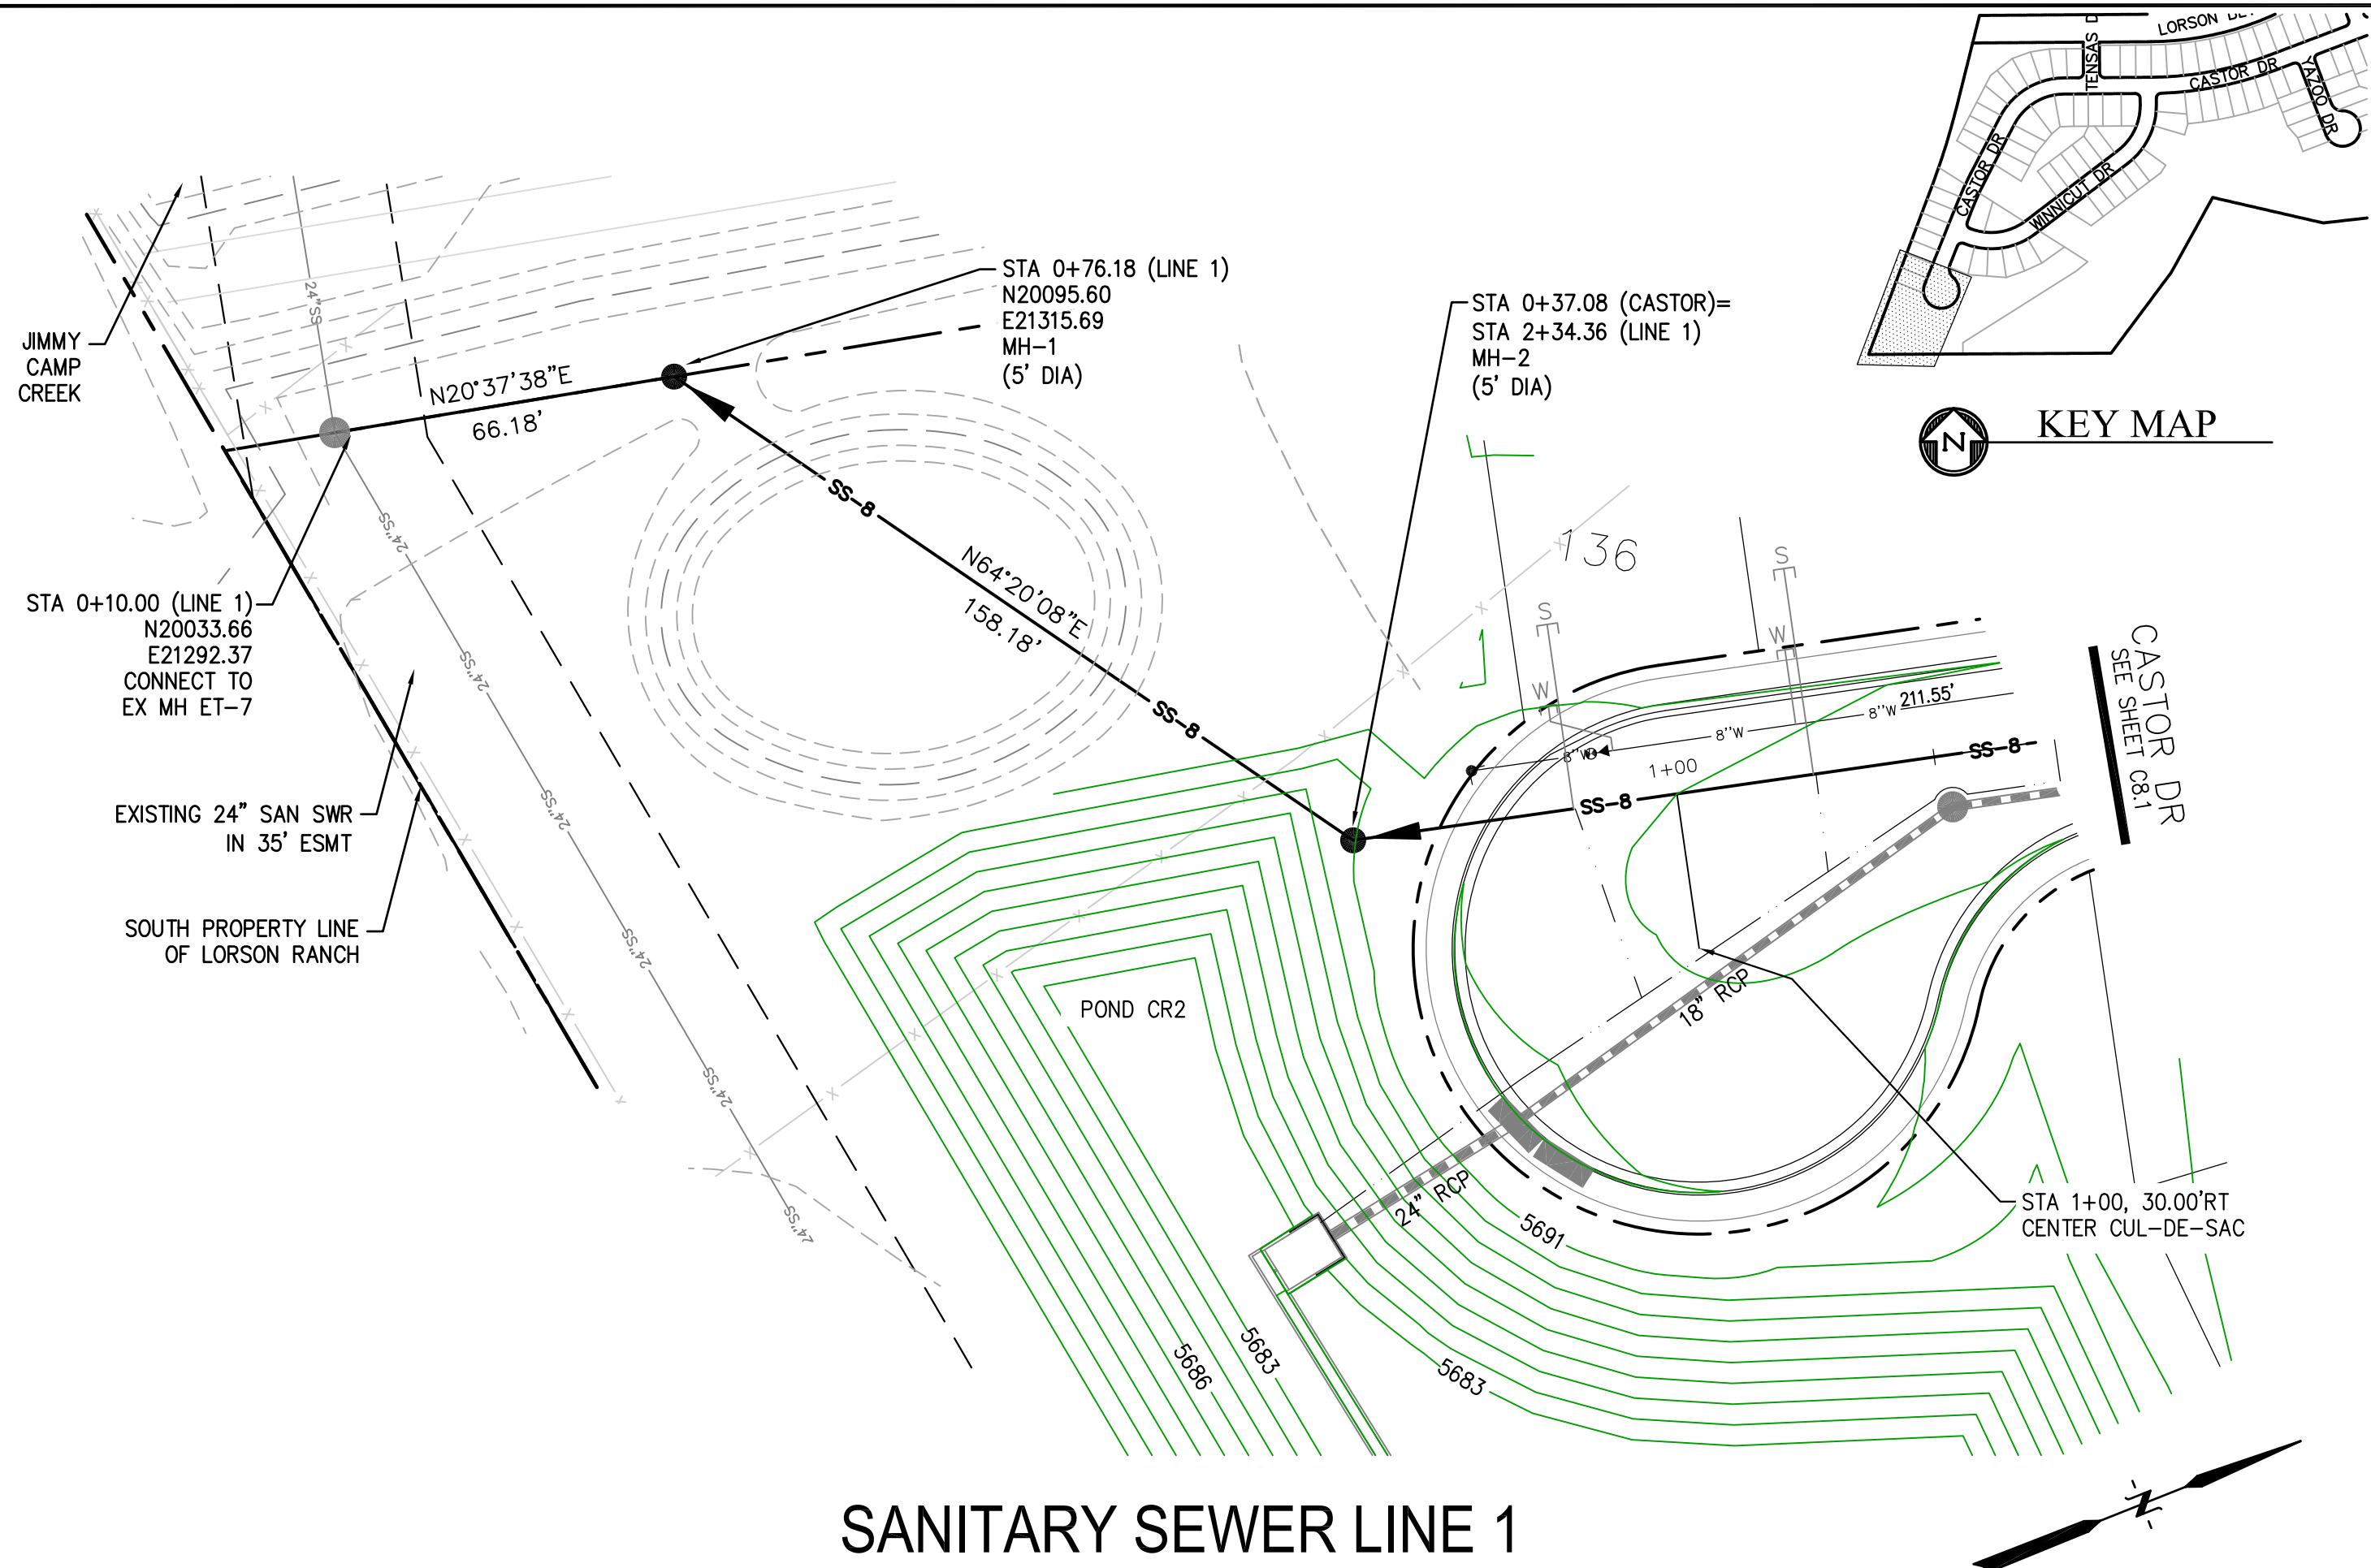 LORSON
TENSAS D
CASTOR DR
YAZOO DR
CASTOR DR
WINNICUT DR
N
KEY MAP
JIMMY
CAMP
CREEK
24"SS
N20°37'38"E
66.18'
STA 0+76.18 (LINE 1)
N20095.60
E21315.69
MH-1
(5' DIA)
STA 0+37.08 (CASTOR)=
STA 2+34.36 (LINE 1)
MH-2
(5' DIA)
STA 0+10.00 (LINE 1)
N20033.66
E21292.37
CONNECT TO
EX MH ET-7
SS-8
N64°20'08"E
158.18'
SS-8
136
S
S
W
W
24"SS
24"SS
24"SS
24"SS
24"SS
24"SS
EXISTING 24" SAN SWR
IN 35' ESMT
SOUTH PROPERTY LINE
OF LORSON RANCH
8"W
8"W
8"W
211.55'
1+00
SS-8
SS-8
CASTOR DR
SEE SHEET C8.1
POND CR2
18" RCP
24" RCP
STA 1+00, 30.00'RT
CENTER CUL-DE-SAC
5691
5683
5686
5683
N
SANITARY SEWER LINE 1